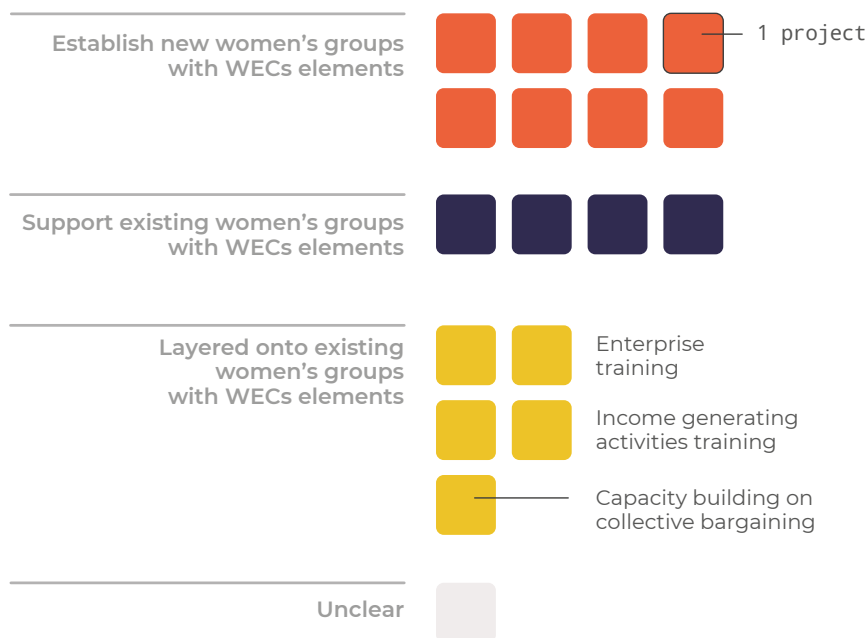 Establish new women’s groups
with WECs elements
1 project
Support existing women’s groups
with WECs elements
Layered onto existing
women’s groups
with WECs elements
Enterprise
training
Income generating
activities training
Capacity building on
collective bargaining
Unclear